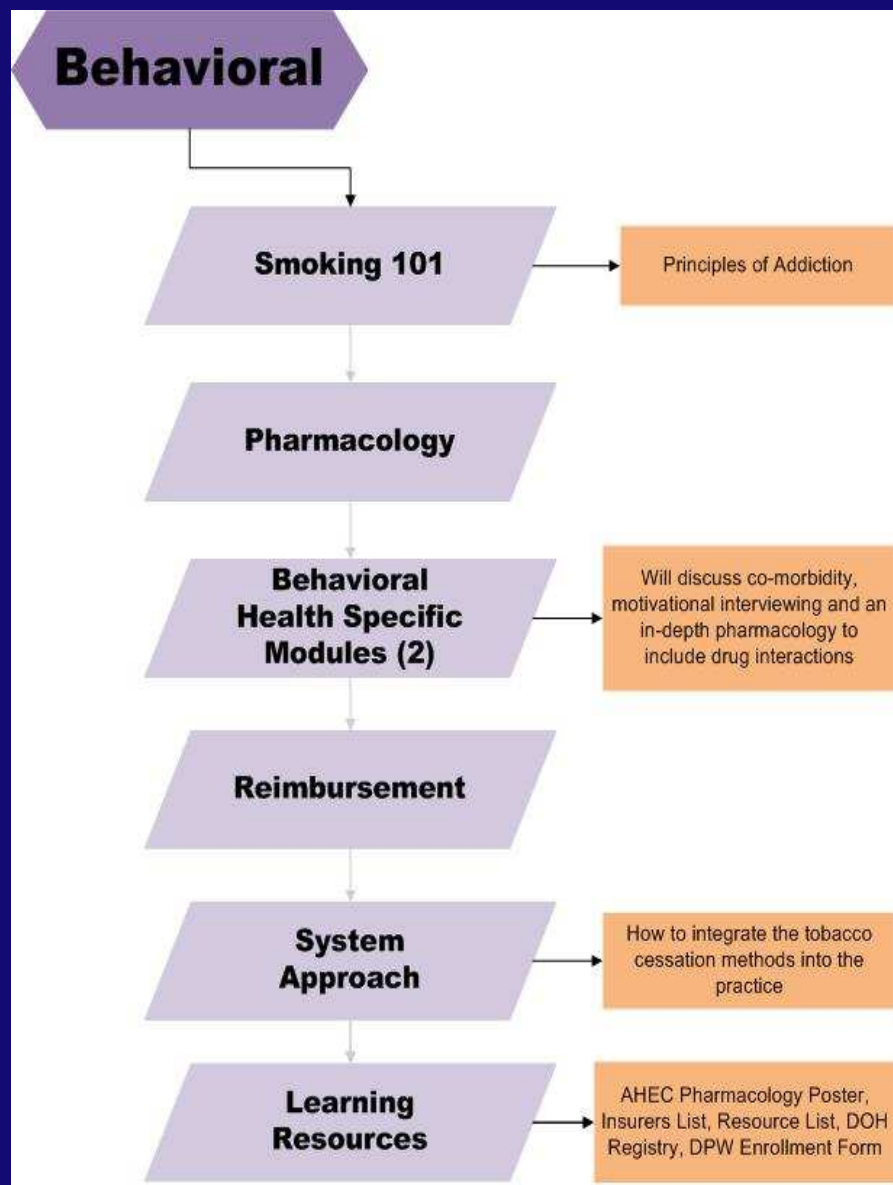 Behavioral
Smoking 101
Principles of Addiction
Pharmacology
Behavioral
Health Specific
Modules (2)
Will discuss co-morbidity,
motivational interviewing and an
in-depth pharmacology to
include drug interactions
Reimbursement
System
Approach
How to integrate the tobacco
cessation methods into the
practice
Learning
Resources
AHEC Pharmacology Poster,
Insurers List, Resource List, DOH
Registry, DPW Enrollment Form